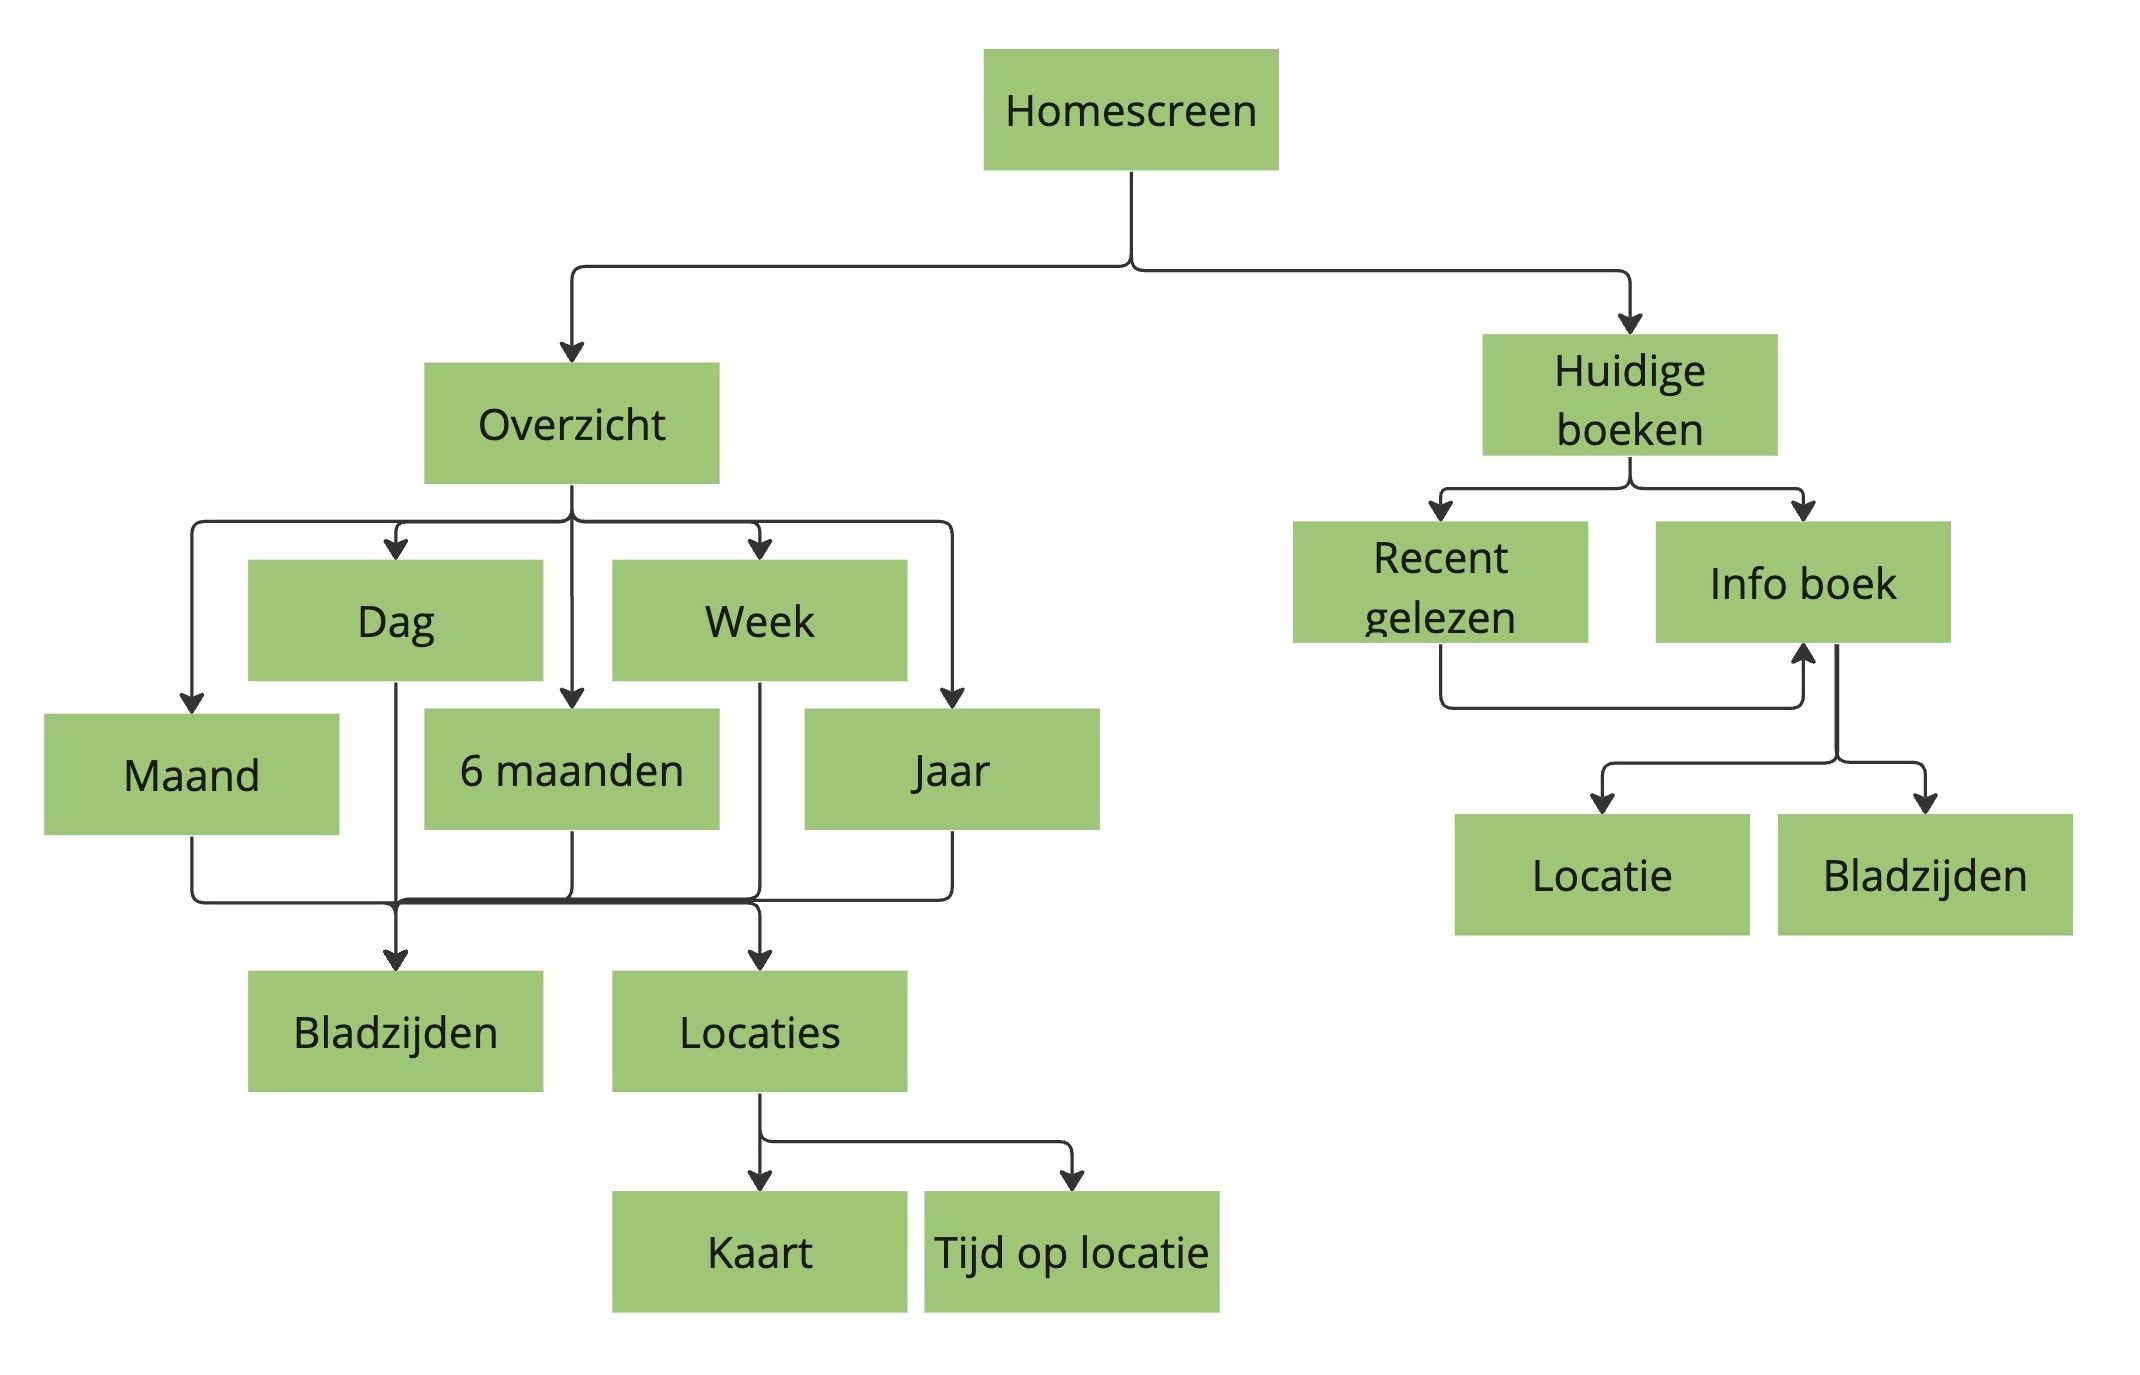 Homescreen
Overzicht
Huidige
boeken
Dag
Week
Recent
gelezen
Info boek
Maand
6 maanden
Jaar
Locatie
Bladzijden
Bladzijden
Locaties
Kaart
Tijd op locatie